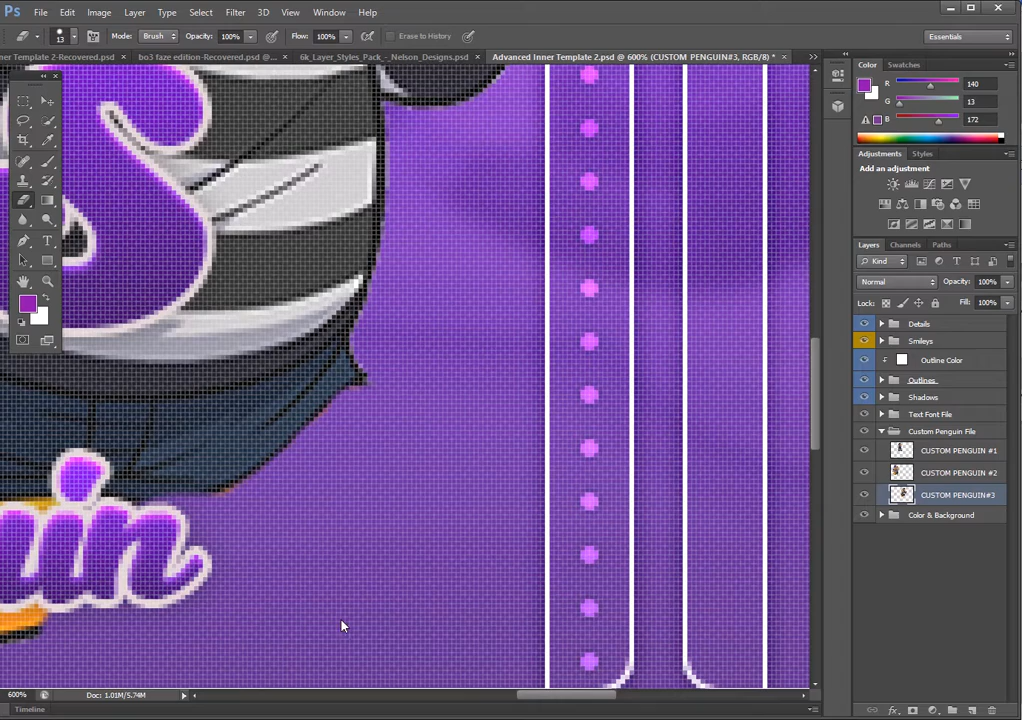 Ps File Edit Image Layer Type Select Filter 3D View Window Help
13 Mode: Brush Opacity: 100% Flow: 100% Erase to History Essentials
Inner Template 2-Recovered.psd × bo3 faze edition-Recovered.psd @ ... × 6k_Layer_Styles_Pack_-_Nelson_Designs.psd × Advanced Inner Template 2.psd @ 600% (CUSTOM PENGUIN#3, RGB/8) * ×
Color Swatches
R 140
G 13
B 172
Adjustments Styles
Add an adjustment
Layers Channels Paths
Kind
Normal Opacity: 100%
Lock: Fill: 100%
Details
Smileys
Outline Color
Outlines
Shadows
Text Font File
Custom Penguin File
CUSTOM PENGUIN #1
CUSTOM PENGUIN #2
CUSTOM PENGUIN#3
Color & Background
uin
600% Doc: 1.01M/5.74M
Timeline